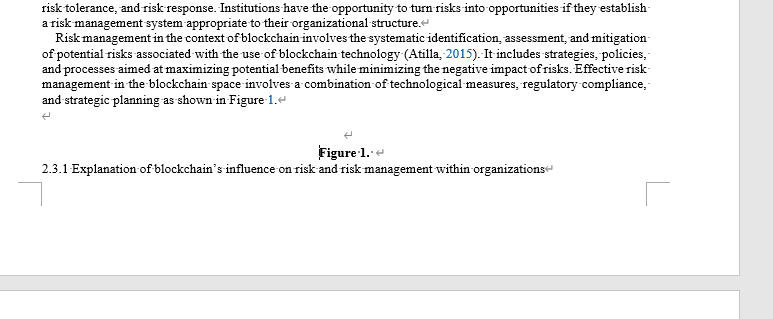 risk tolerance, and risk response. Institutions have the opportunity to turn risks into opportunities if they establish
a risk management system appropriate to their organizational structure.
Risk management in the context of blockchain involves the systematic identification, assessment, and mitigation
of potential risks associated with the use of blockchain technology (Atilla, 2015). It includes strategies, policies,
and processes aimed at maximizing potential benefits while minimizing the negative impact of risks. Effective risk
management in the blockchain space involves a combination of technological measures, regulatory compliance,
and strategic planning as shown in Figure 1.
Figure 1.
2.3.1 Explanation of blockchain's influence on risk and risk management within organizations